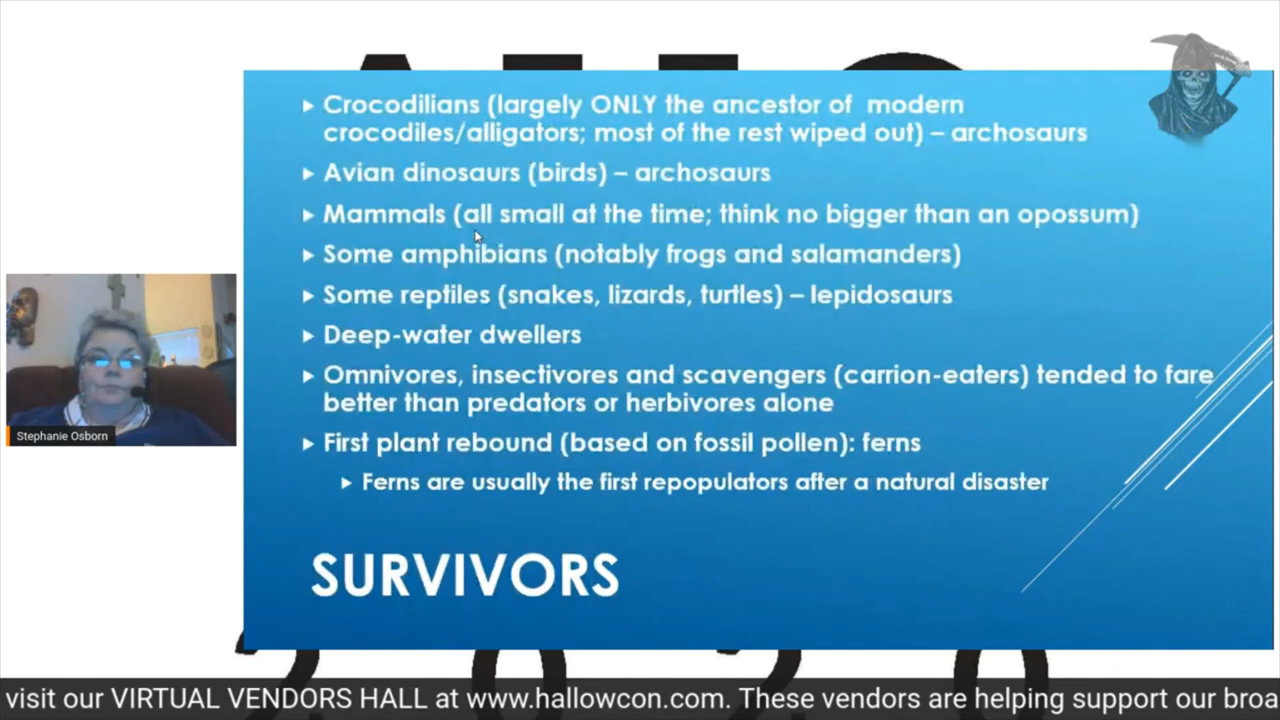 Crocodilians (largely ONLY the ancestor of modern
crocodiles/alligators; most of the rest wiped out) – archosaurs
Avian dinosaurs (birds) – archosaurs
Mammals (all small at the time; think no bigger than an opossum)
Some amphibians (notably frogs and salamanders)
Some reptiles (snakes, lizards, turtles) – lepidosaurs
Deep-water dwellers
Omnivores, insectivores and scavengers (carrion-eaters) tended to fare
better than predators or herbivores alone
First plant rebound (based on fossil pollen): ferns
Ferns are usually the first repopulators after a natural disaster
SURVIVORS
Stephanie Osborn
2020
visit our VIRTUAL VENDORS HALL at www.hallowcon.com. These vendors are helping support our broa